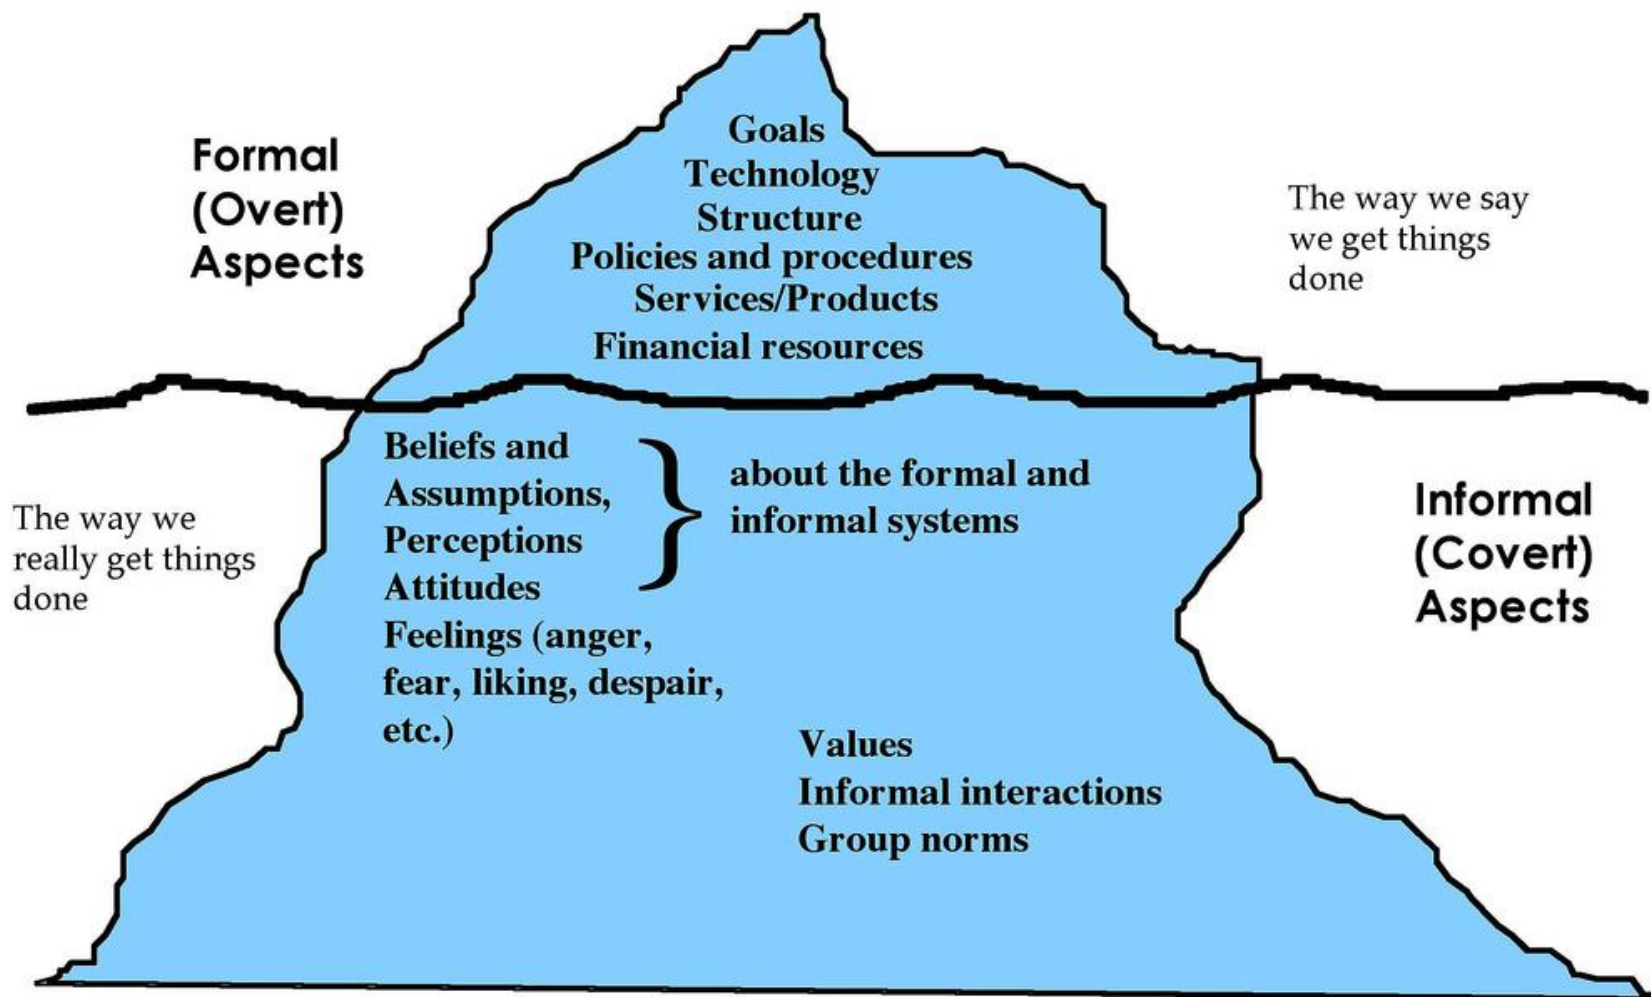 Formal
(Overt)
Aspects
Goals
Technology
Structure
Policies and procedures
Services/Products
Financial resources
The way we say
we get things
done
The way we
really get things
done
Beliefs and
Assumptions,
Perceptions
Attitudes
Feelings (anger,
fear, liking, despair,
etc.)
about the formal and
informal systems
Values
Informal interactions
Group norms
Informal
(Covert)
Aspects